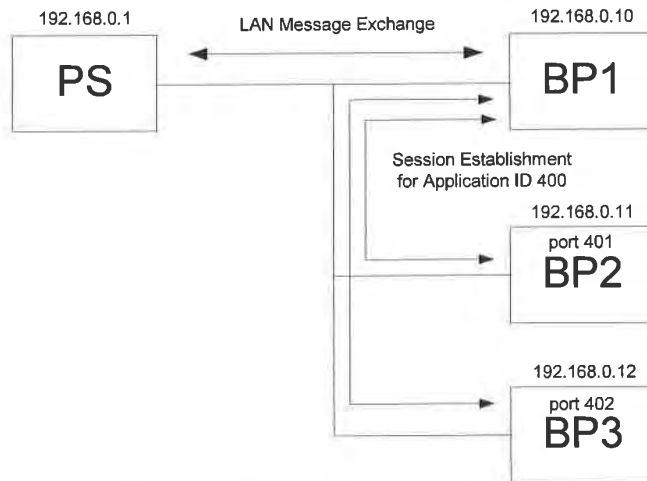 192.168.0.1
LAN Message Exchange
192.168.0.10
PS
BP1
Session Establishment
for Application ID 400
192.168.0.11
port 401
BP2
192.168.0.12
port 402
BP3